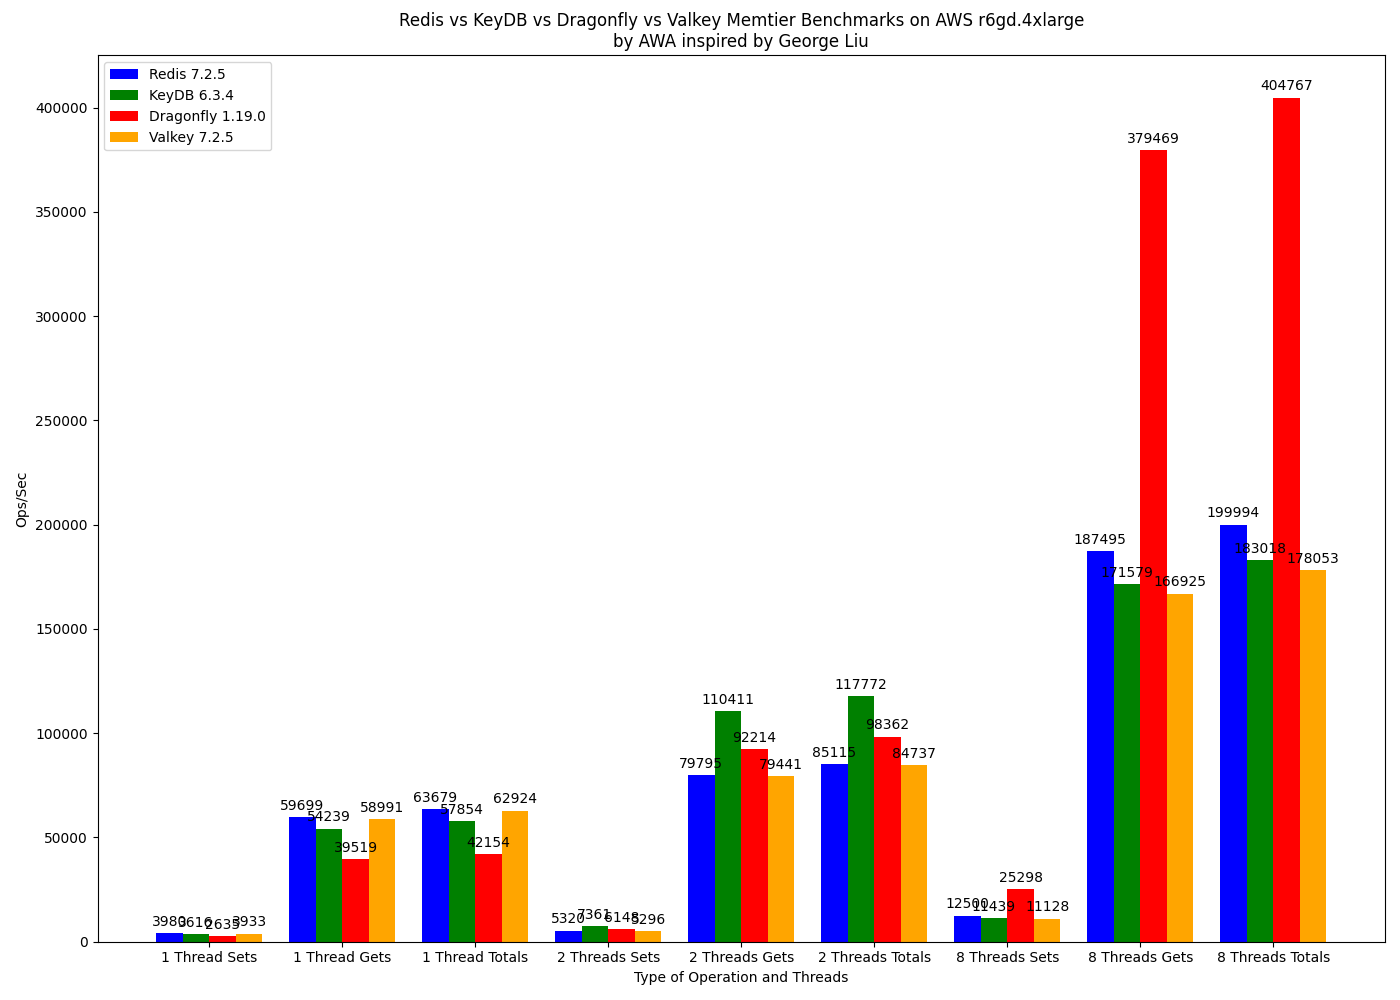 Redis vs KeyDB vs Dragonfly vs Valkey Memtier Benchmarks on AWS r6gd.4xlarge
by AWA inspired by George Liu
Redis 7.2.5
KeyDB 6.3.4
Dragonfly 1.19.0
Valkey 7.2.5
Ops/Sec
400000
350000
300000
250000
200000
150000
100000
50000
0
3980 3616 2635 3933
59699 54239 39519 58991
63679 57854 42154 62924
5320 7361 6148 5296
79795 110411 92214 79441
85115 117772 98362 84737
12500 11439 25298 11128
187495 171579 379469 166925
199994 183018 404767 178053
1 Thread Sets 1 Thread Gets 1 Thread Totals 2 Threads Sets 2 Threads Gets 2 Threads Totals 8 Threads Sets 8 Threads Gets 8 Threads Totals
Type of Operation and Threads